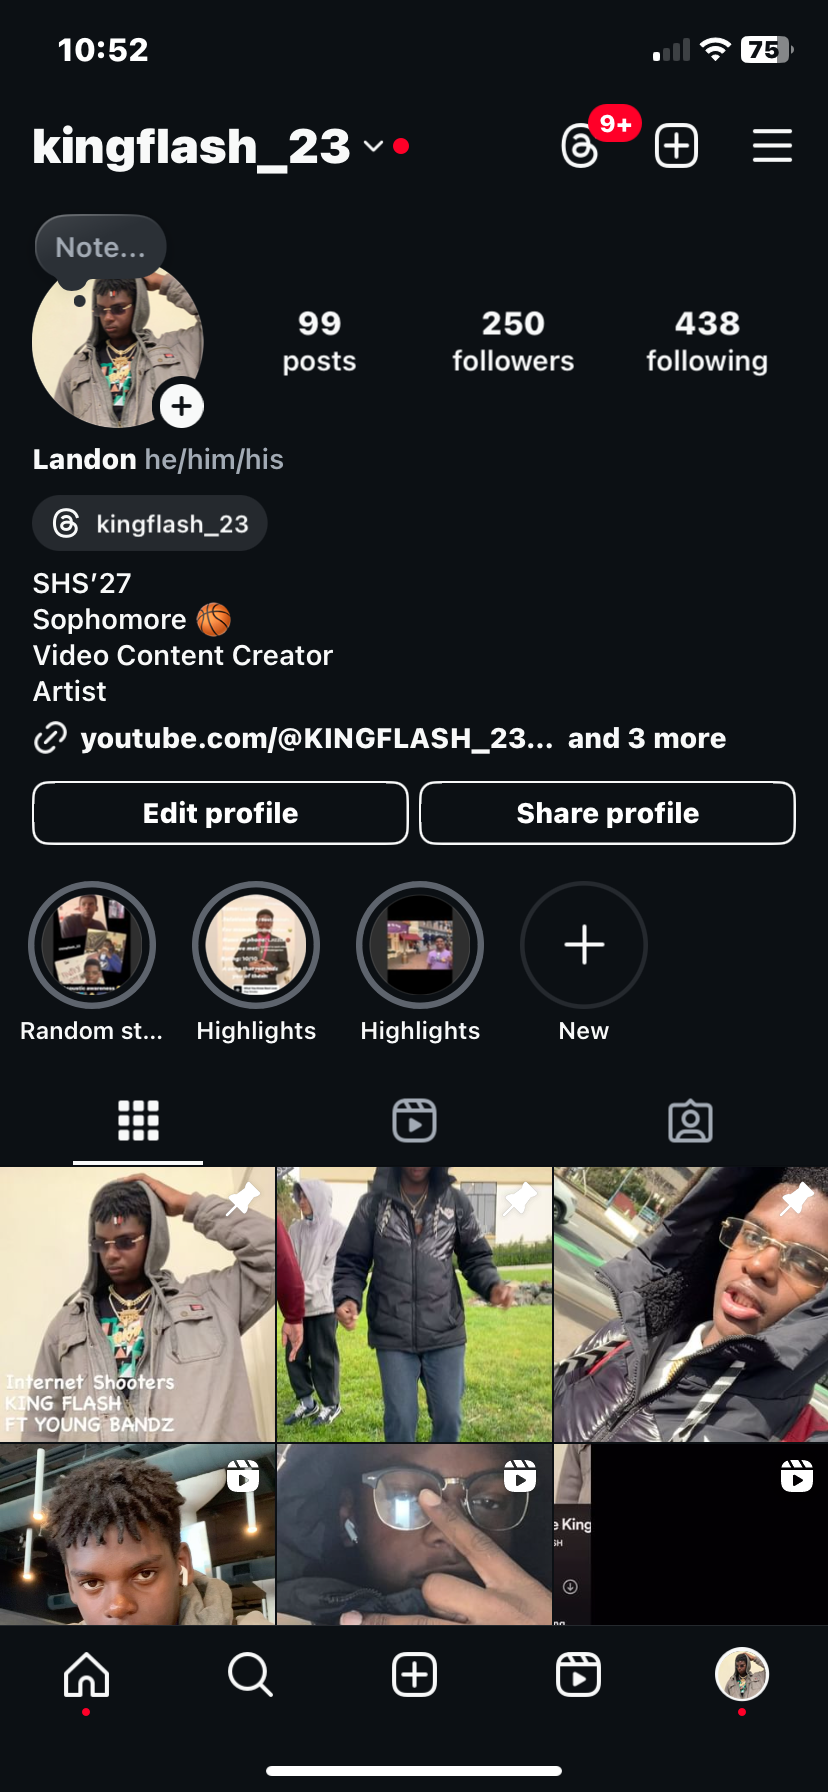 10:52
75
kingflash_23
9+
Note...
99 posts
250 followers
438 following
Landon he/him/his
kingflash_23
SHS'27
Sophomore 🏀
Video Content Creator
Artist
youtube.com/@KINGFLASH_23... and 3 more
Edit profile
Share profile
Random st...
Highlights
Highlights
New
Internet Shooters
KING FLASH
FT YOUNG BANDZ
e King
SH